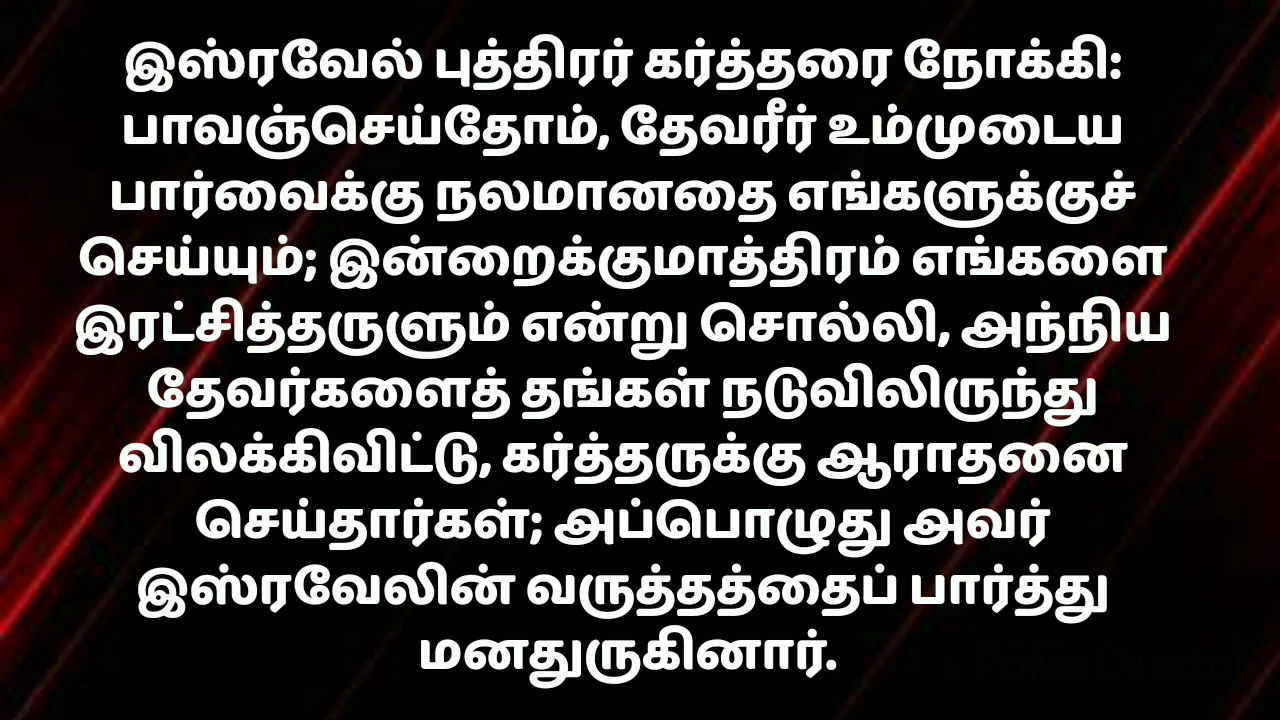 இஸ்ரவேல் புத்திரர் கர்த்தரை நோக்கி:
பாவஞ்செய்தோம், தேவரீர் உம்முடைய
பார்வைக்கு நலமானதை எங்களுக்குச்
செய்யும்; இன்றைக்குமாத்திரம் எங்களை
இரட்சித்தருளும் என்று சொல்லி, அந்நிய
தேவர்களைத் தங்கள் நடுவிலிருந்து
விலக்கிவிட்டு, கர்த்தருக்கு ஆராதனை
செய்தார்கள்; அப்பொழுது அவர்
இஸ்ரவேலின் வருத்தத்தைப் பார்த்து
மனதுருகினார்.
PowerDirector